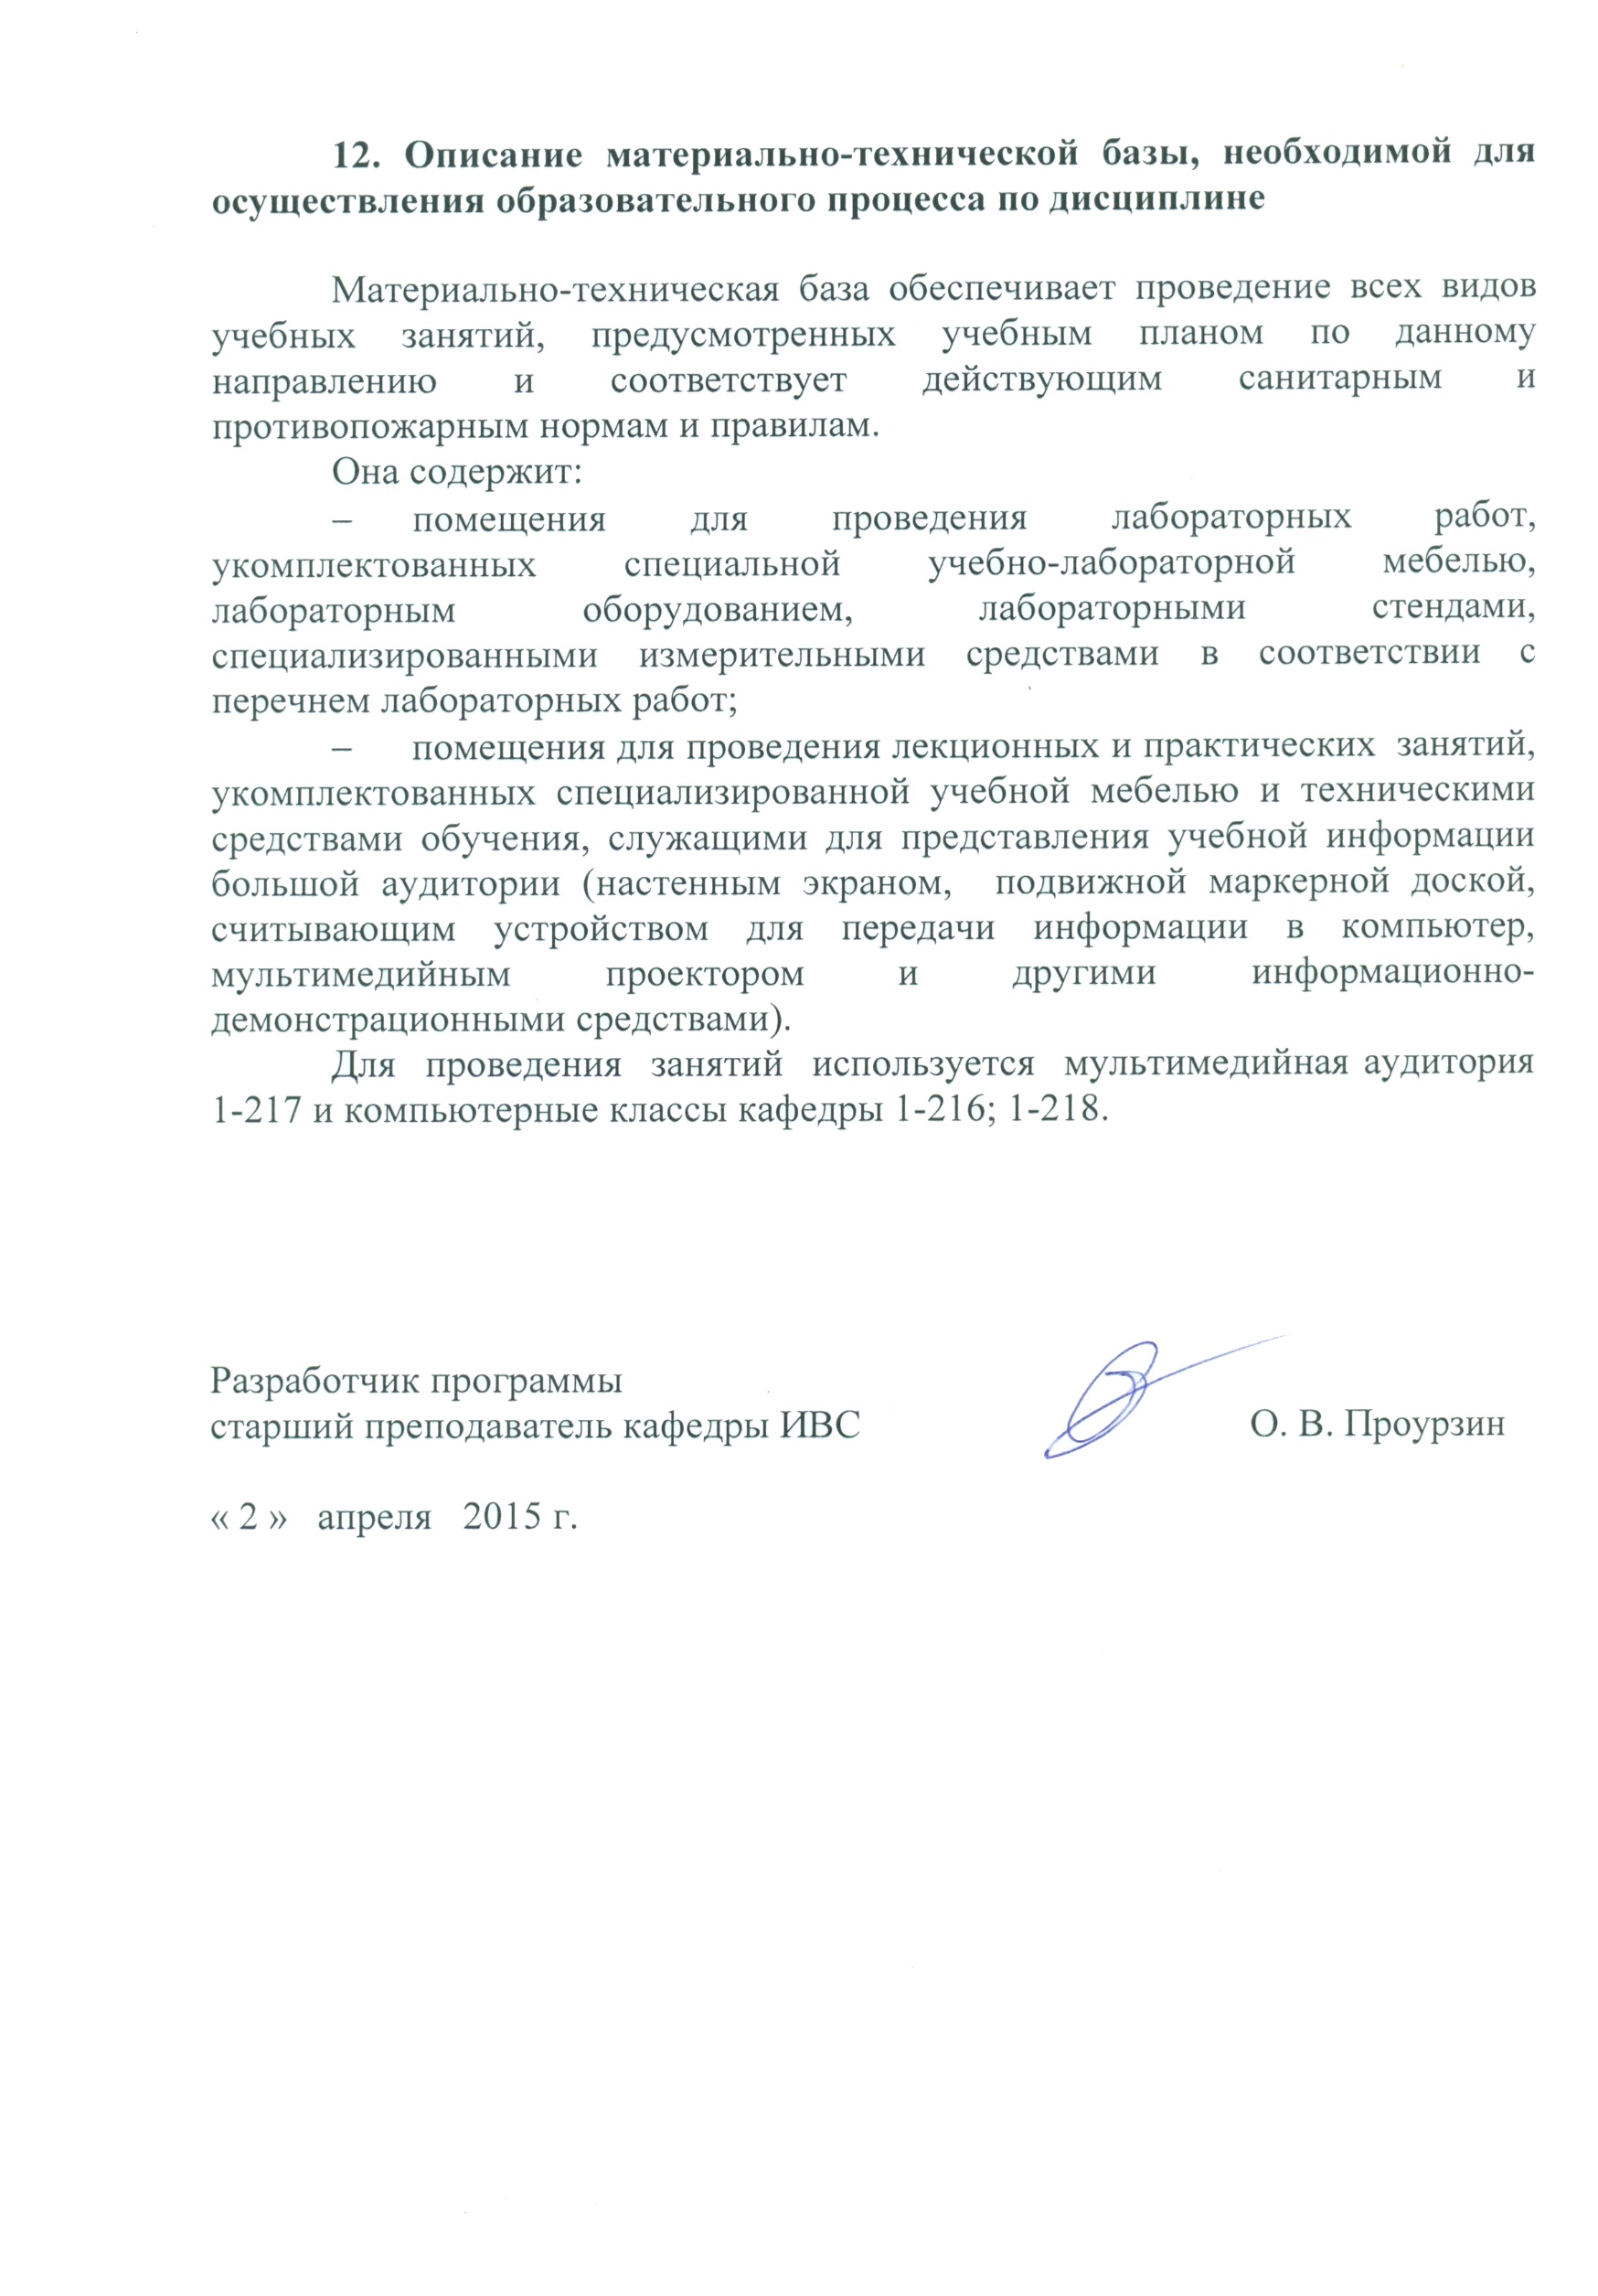 12. Описание материально-технической базы, необходимой для
осуществления образовательного процесса по дисциплине
Материально-техническая база обеспечивает проведение всех видов
учебных занятий, предусмотренных учебным планом по данному
направлению и соответствует действующим санитарным и
противопожарным нормам и правилам.
Она содержит:
– помещения для проведения лабораторных работ,
укомплектованных специальной учебно-лабораторной мебелью,
лабораторным оборудованием, лабораторными стендами,
специализированными измерительными средствами в соответствии с
перечнем лабораторных работ;
– помещения для проведения лекционных и практических занятий,
укомплектованных специализированной учебной мебелью и техническими
средствами обучения, служащими для представления учебной информации
большой аудитории (настенным экраном, подвижной маркерной доской,
считывающим устройством для передачи информации в компьютер,
мультимедийным проектором и другими информационно-
демонстрационными средствами).
Для проведения занятий используется мультимедийная аудитория
1-217 и компьютерные классы кафедры 1-216; 1-218.
Разработчик программы
старший преподаватель кафедры ИВС О. В. Проурзин
« 2 » апреля 2015 г.